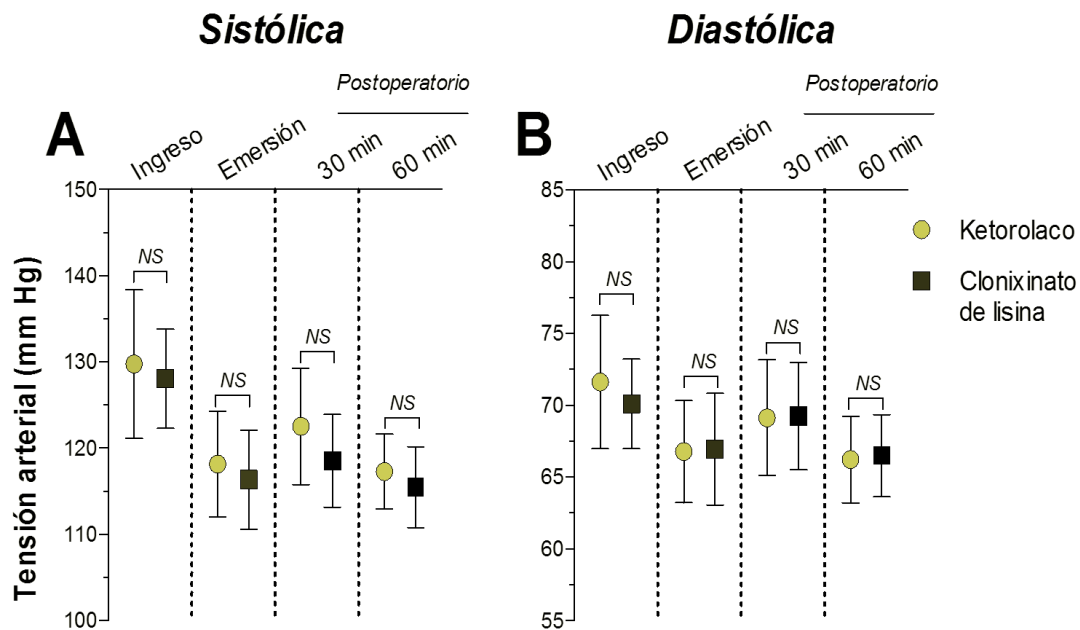 Sistólica
Diastólica
Postoperatorio
Postoperatorio
A
Ingreso
Emersión
30 min
60 min
B
Ingreso
Emersión
30 min
60 min
Tensión arterial (mm Hg)
150
140
130
120
110
100
NS
NS
NS
NS
85
80
75
70
65
60
55
NS
NS
NS
NS
Ketorolaco
Clonixinato
de lisina